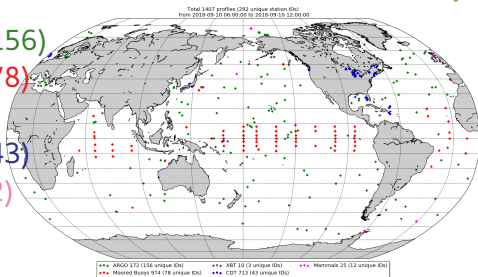 Total 1407 profiles (292 unique station IDs)
from 2018-09-10 06:00:00 to 2018-09-10 12:00:00
156)
78)
43)
2)
ARGO 172 (156 unique IDs)
Moored Buoys 974 (78 unique IDs)
XBT 10 (3 unique IDs)
CDT 713 (43 unique IDs)
Mammals 25 (12 unique IDs)